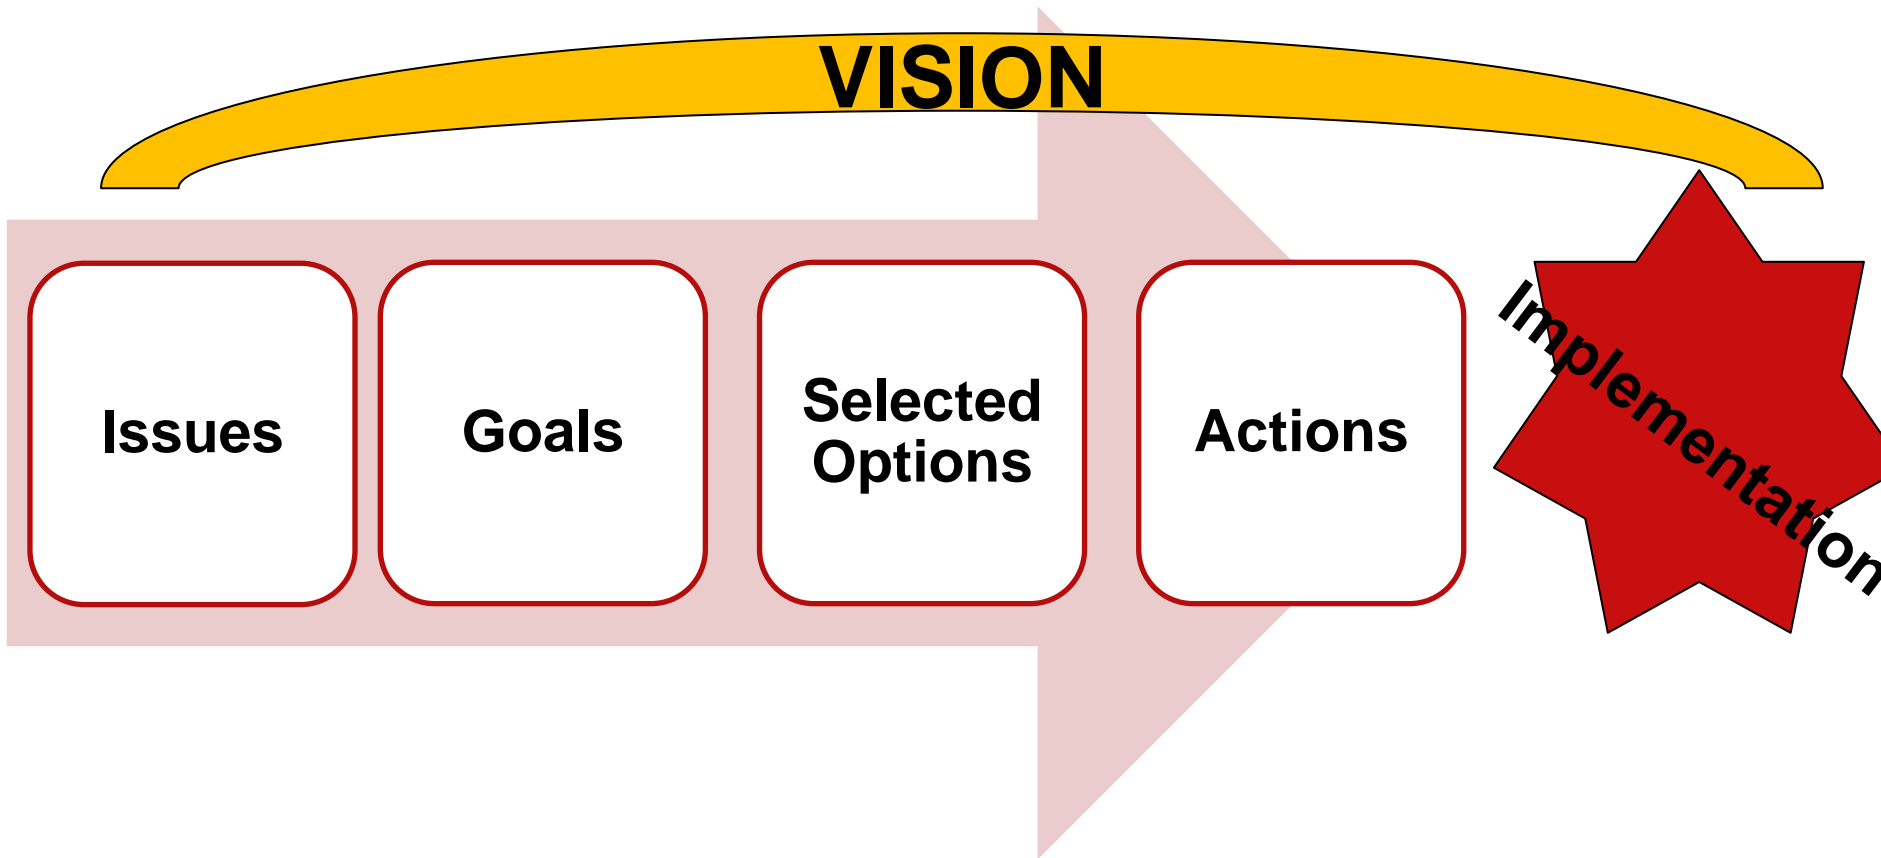 VISION
Issues
Goals
Selected
Options
Actions
Implementation